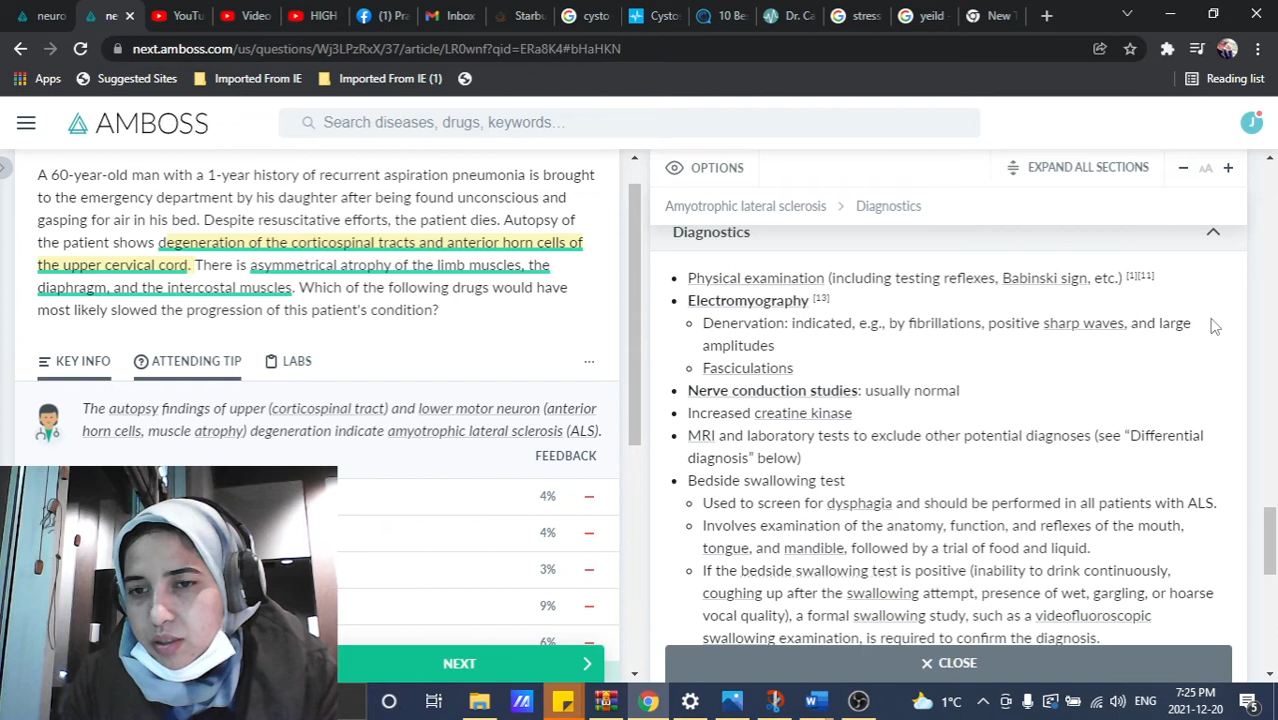 neuro
ne
YouTu
Video
HIGH
(1) Pra
Inbox
Starbu
cysto
Cysto
10 Be
Dr. Ca
stress
yeild -
New T
next.amboss.com/us/questions/Wj3LPzRxX/37/article/LR0wnf?qid=ERa8K4#bHaHKN
Apps
Suggested Sites
Imported From IE
Imported From IE (1)
Reading list
AMBOSS
Search diseases, drugs, keywords…
J
A 60-year-old man with a 1-year history of recurrent aspiration pneumonia is brought
to the emergency department by his daughter after being found unconscious and
gasping for air in his bed. Despite resuscitative efforts, the patient dies. Autopsy of
the patient shows degeneration of the corticospinal tracts and anterior horn cells of
the upper cervical cord. There is asymmetrical atrophy of the limb muscles, the
diaphragm, and the intercostal muscles. Which of the following drugs would have
most likely slowed the progression of this patient's condition?
KEY INFO
ATTENDING TIP
LABS
The autopsy findings of upper (corticospinal tract) and lower motor neuron (anterior
horn cells, muscle atrophy) degeneration indicate amyotrophic lateral sclerosis (ALS).
FEEDBACK
4%
4%
3%
9%
6%
NEXT
OPTIONS
EXPAND ALL SECTIONS
AA
Amyotrophic lateral sclerosis > Diagnostics
Diagnostics
Physical examination (including testing reflexes, Babinski sign, etc.) [1][11]
Electromyography [13]
Denervation: indicated, e.g., by fibrillations, positive sharp waves, and large
amplitudes
Fasciculations
Nerve conduction studies: usually normal
Increased creatine kinase
MRI and laboratory tests to exclude other potential diagnoses (see “Differential
diagnosis” below)
Bedside swallowing test
Used to screen for dysphagia and should be performed in all patients with ALS.
Involves examination of the anatomy, function, and reflexes of the mouth,
tongue, and mandible, followed by a trial of food and liquid.
If the bedside swallowing test is positive (inability to drink continuously,
coughing up after the swallowing attempt, presence of wet, gargling, or hoarse
vocal quality), a formal swallowing study, such as a videofluoroscopic
swallowing examination, is required to confirm the diagnosis.
CLOSE
1°C
ENG
7:25 PM
2021-12-20
5